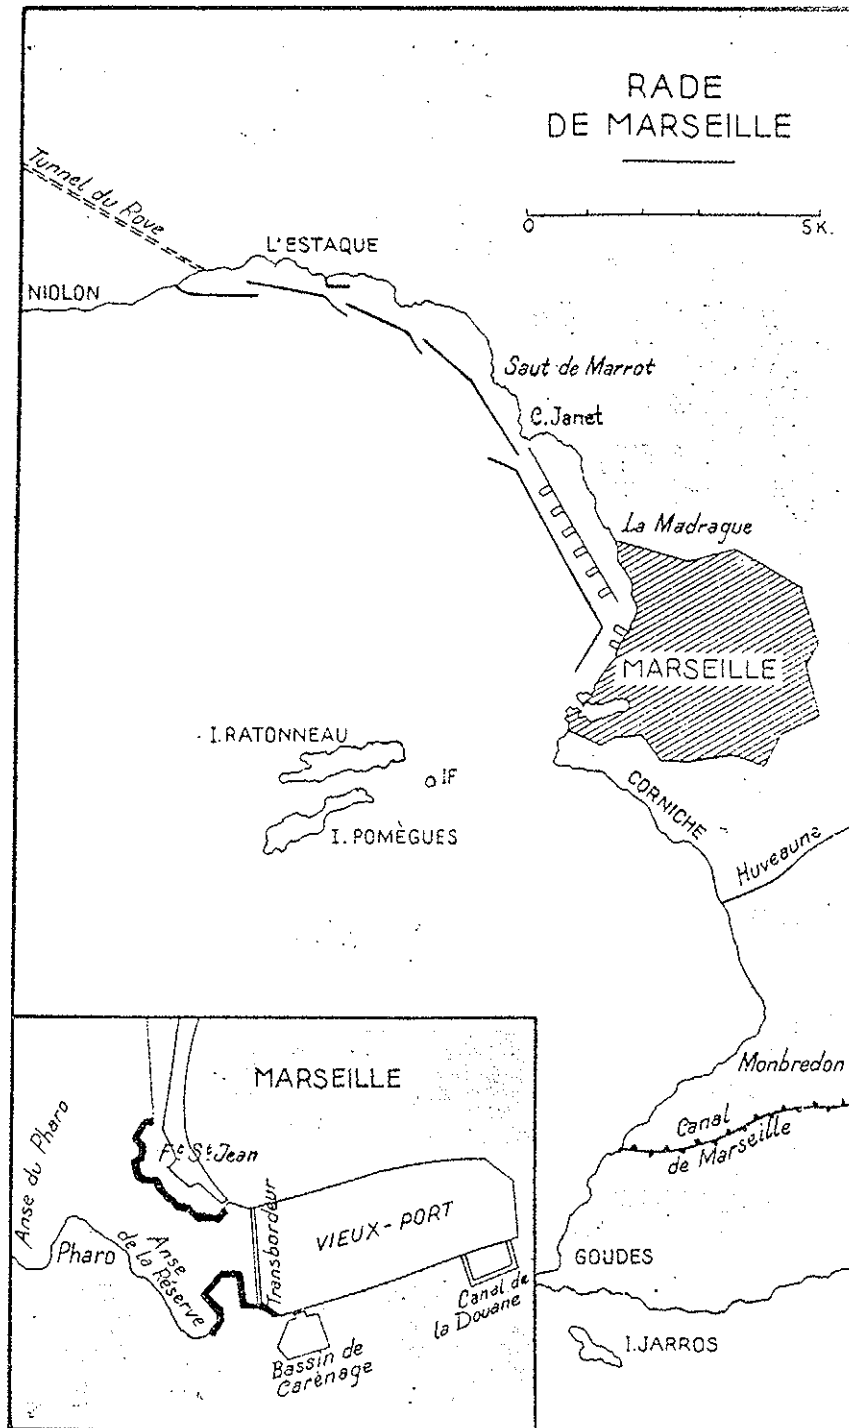 RADE
DE MARSEILLE
0 5K.
Tunnel du Rove
L'ESTAQUE
NIOLON
Saut de Marrot
C. Janet
La Madrague
MARSEILLE
I. RATONNEAU
IF
I. POMÈGUES
CORNICHE
Huveaune
Monbredon
Canal
de Marseille
GOUDES
I. JARROS
MARSEILLE
Ft St Jean
Anse du Pharo
Pharo
Anse
de la Réserve
Transbordeur
VIEUX-PORT
Canal de
la Douane
Bassin de
Carénage